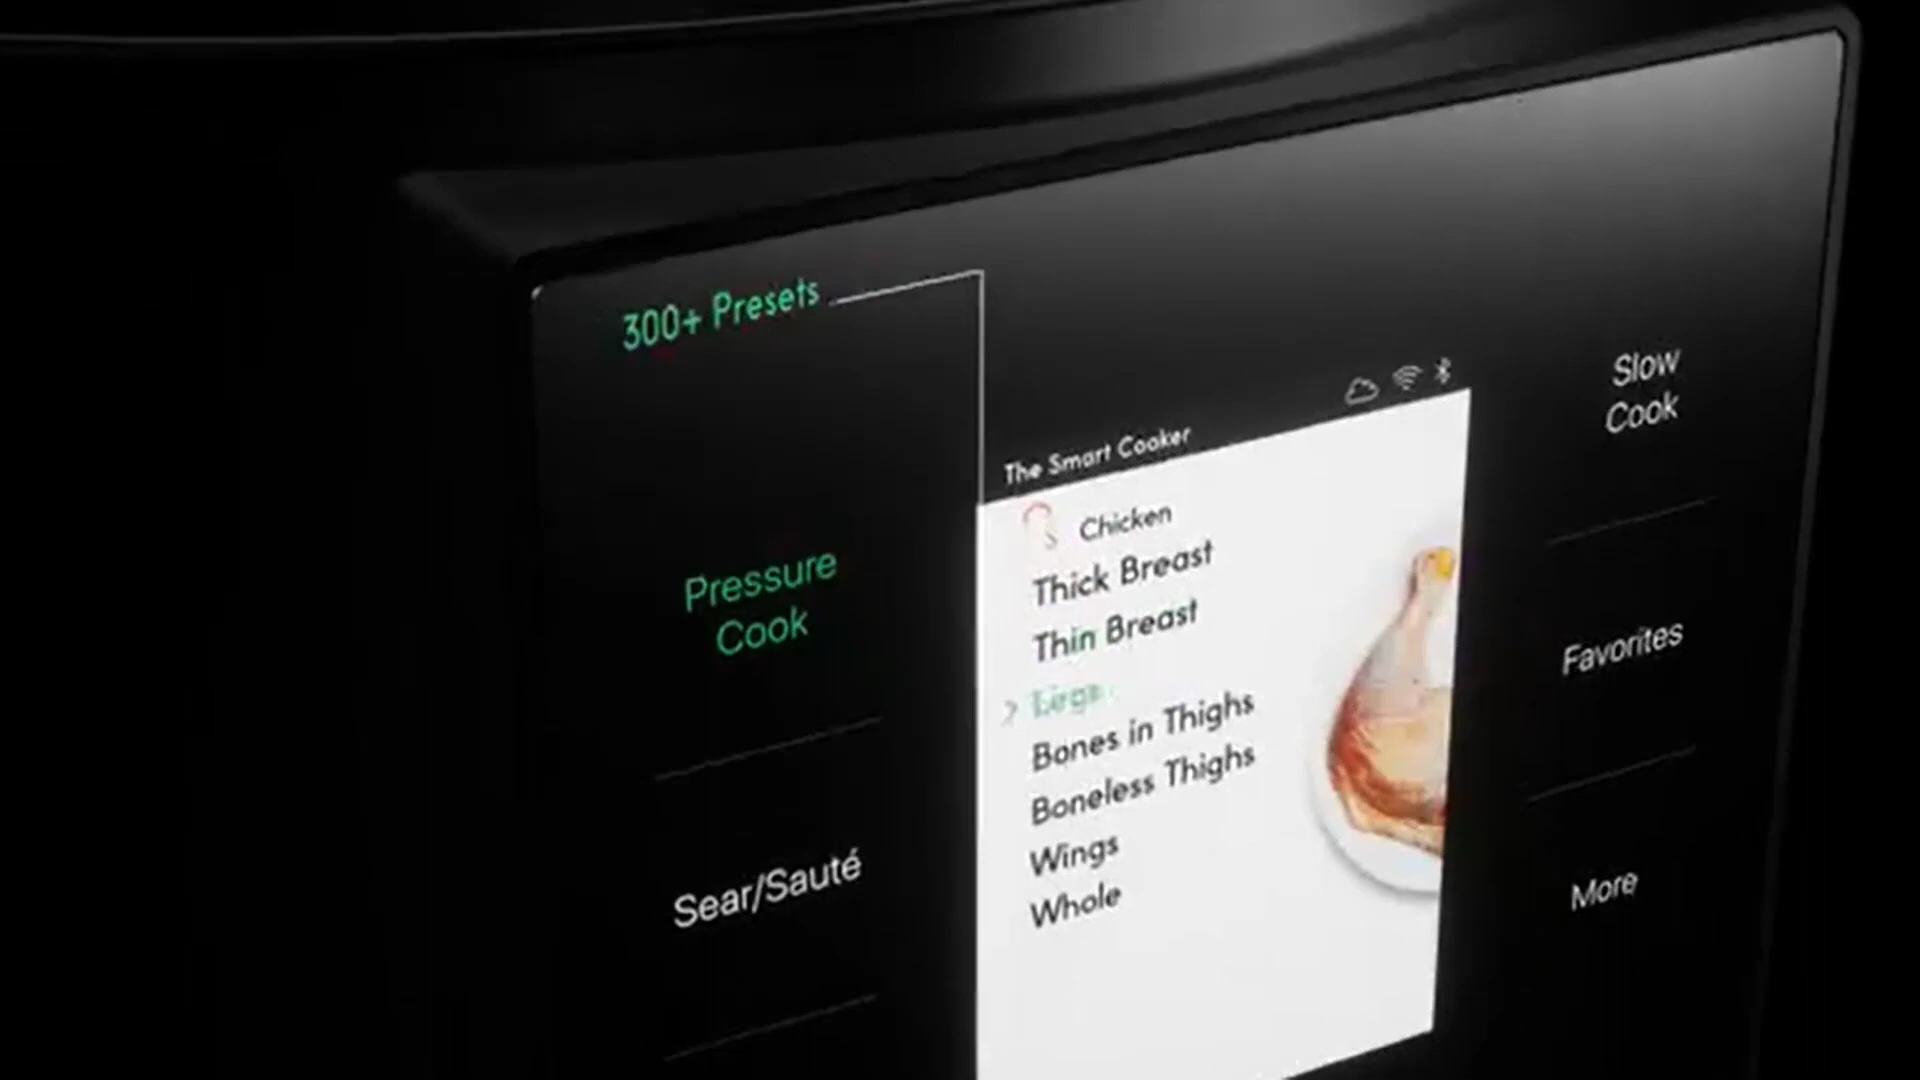 300+ Presets
The Smart Cooker
Chicken
Thick Breast
Thin Breast
Bones in Thighs
Boneless Thighs
Wings
Whole
Pressure
Cook
Sear/Sauté
Slow
Cook
Favorites
More